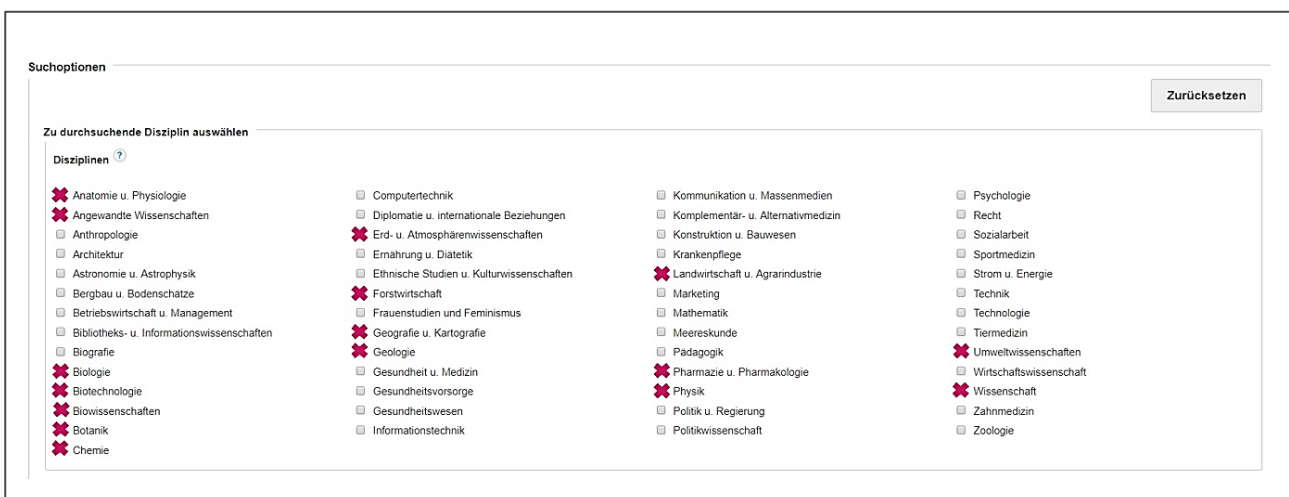 Suchoptionen
Zurücksetzen
Zu durchsuchende Disziplin auswählen
Disziplinen ?
Anatomie u. Physiologie
Angewandte Wissenschaften
Anthropologie
Architektur
Astronomie u. Astrophysik
Bergbau u. Bodenschätze
Betriebswirtschaft u. Management
Bibliotheks- u. Informationswissenschaften
Biografie
Biologie
Biotechnologie
Biowissenschaften
Botanik
Chemie
Computertechnik
Diplomatie u. internationale Beziehungen
Erd- u. Atmosphärenwissenschaften
Ernährung u. Diätetik
Ethnische Studien u. Kulturwissenschaften
Forstwirtschaft
Frauenstudien und Feminismus
Geografie u. Kartografie
Geologie
Gesundheit u. Medizin
Gesundheitsvorsorge
Gesundheitswesen
Informationstechnik
Kommunikation u. Massenmedien
Komplementär- u. Alternativmedizin
Konstruktion u. Bauwesen
Krankenpflege
Landwirtschaft u. Agrarindustrie
Marketing
Mathematik
Meereskunde
Pädagogik
Pharmazie u. Pharmakologie
Physik
Politik u. Regierung
Politikwissenschaft
Psychologie
Recht
Sozialarbeit
Sportmedizin
Strom u. Energie
Technik
Technologie
Tiermedizin
Umweltwissenschaften
Wirtschaftswissenschaft
Wissenschaft
Zahnmedizin
Zoologie